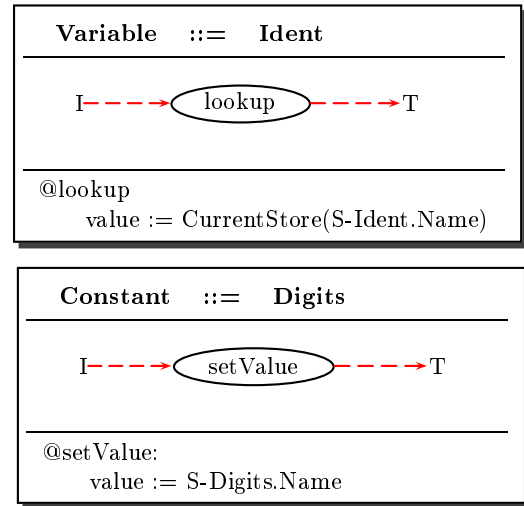 Variable ::= Ident
I lookup T
@lookup
value := CurrentStore(S-Ident.Name)
Constant ::= Digits
I setValue T
@setValue:
value := S-Digits.Name